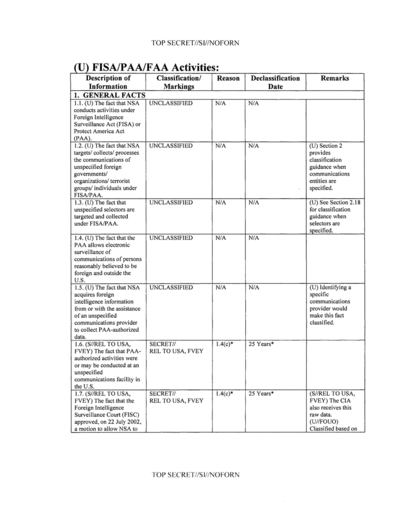 TOP SECRET//SI//NOFORN
(U) FISA/PAA/FAA Activities:
Description of Information | Classification/ Markings | Reason | Declassification Date | Remarks
1. GENERAL FACTS
1.1. (U) The fact that NSA
conducts activities under
Foreign Intelligence
Surveillance Act (FISA) or
Protect America Act
(PAA).
UNCLASSIFIED
N/A
N/A
1.2. (U) The fact that NSA
targets/ collects/ processes
the communications of
unspecified foreign
governments/
organizations/ terrorist
groups/ individuals under
FISA/PAA.
UNCLASSIFIED
N/A
N/A
(U) Section 2
provides
classification
guidance when
communications
entities are
specified.
1.3. (U) The fact that
unspecified selectors are
targeted and collected
under FISA/PAA.
UNCLASSIFIED
N/A
N/A
(U) See Section 2.18
for classification
guidance when
selectors are
specified.
1.4. (U) The fact that the
PAA allows electronic
surveillance of
communications of persons
reasonably believed to be
foreign and outside the
U.S.
UNCLASSIFIED
N/A
N/A
1.5. (U) The fact that NSA
acquires foreign
intelligence information
from or with the assistance
of an unspecified
communications provider
to collect PAA-authorized
data.
UNCLASSIFIED
N/A
N/A
(U) Identifying a
specific
communications
provider would
make this fact
classified.
1.6. (S//REL TO USA,
FVEY) The fact that PAA-
authorized activities were
or may be conducted at an
unspecified
communications facility in
the U.S.
SECRET//
REL TO USA, FVEY
1.4(c)*
25 Years*
1.7. (S//REL TO USA,
FVEY) The fact that the
Foreign Intelligence
Surveillance Court (FISC)
approved, on 22 July 2002,
a motion to allow NSA to
SECRET//
REL TO USA, FVEY
1.4(c)*
25 Years*
(S//REL TO USA,
FVEY) The CIA
also receives this
raw data.
(U//FOUO)
Classified based on
TOP SECRET//SI//NOFORN